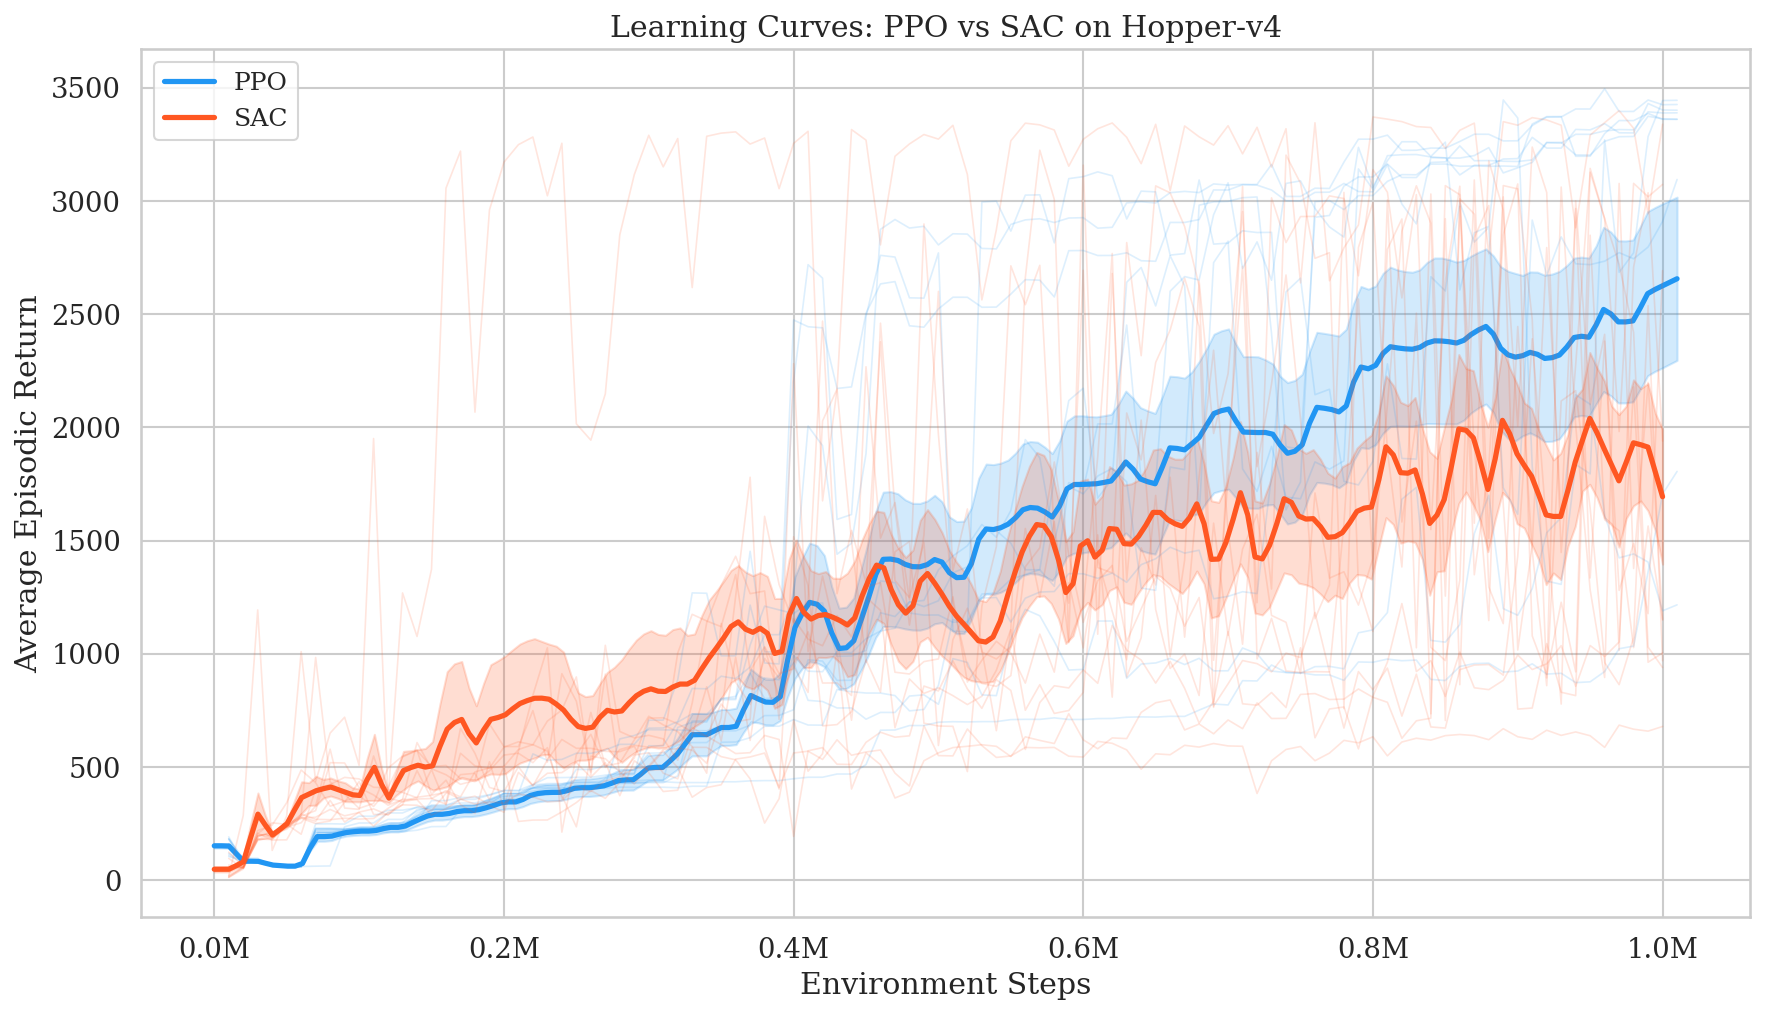 Learning Curves: PPO vs SAC on Hopper-v4
PPO
SAC
3500
3000
2500
2000
1500
1000
500
0
Average Episodic Return
0.0M 0.2M 0.4M 0.6M 0.8M 1.0M
Environment Steps